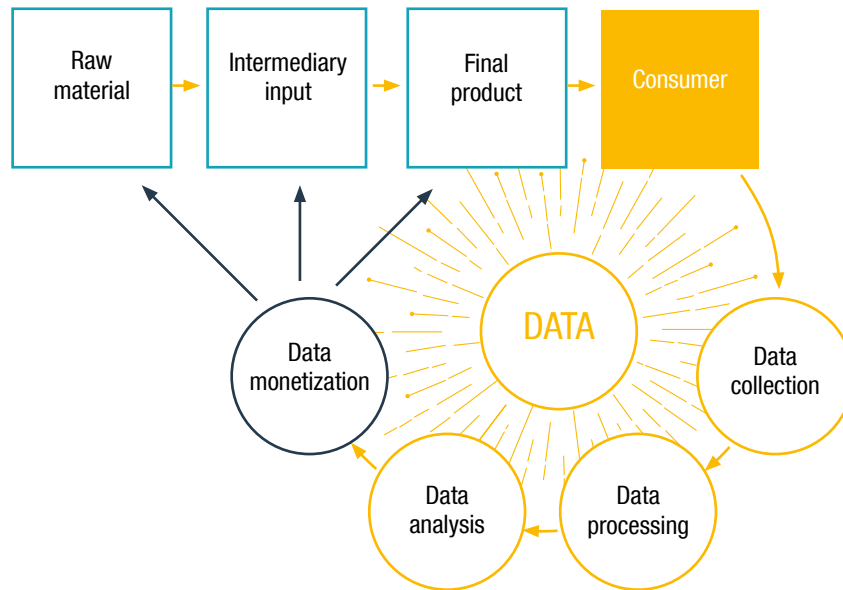 Raw
material
Intermediary
input
Final
product
Consumer
DATA
Data
monetization
Data
collection
Data
analysis
Data
processing